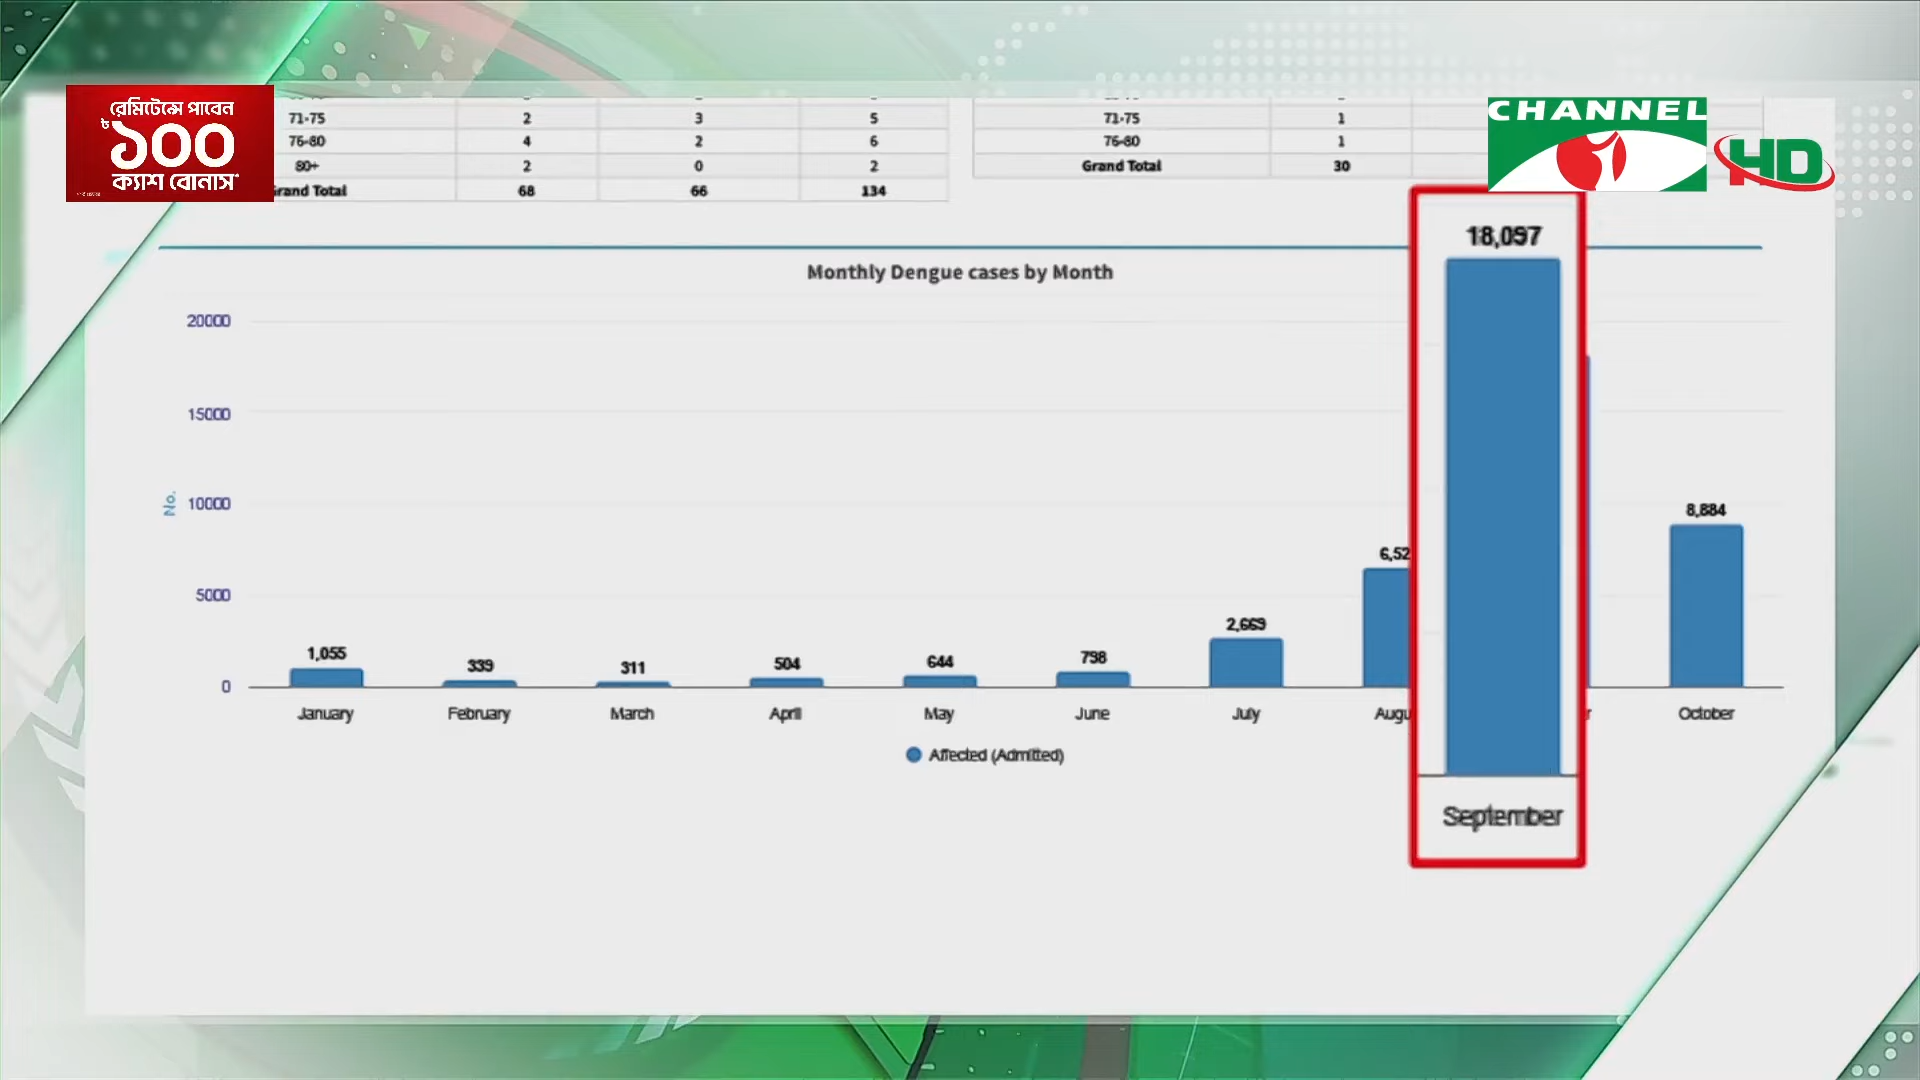 রেমিটেন্সে পাবেন
৳১০০
ক্যাশ বোনাস*
CHANNEL
HD
71-75 2 3 5
76-80 4 2 6
80+ 2 0 2
Grand Total 68 66 134
71-75 1
76-80 1
Grand Total 30
Monthly Dengue cases by Month
No.
20000
15000
10000
5000
0
1,055
339
311
504
644
798
2,669
6,52
18,097
8,884
January February March April May June July Augu September r October
Affected (Admitted)